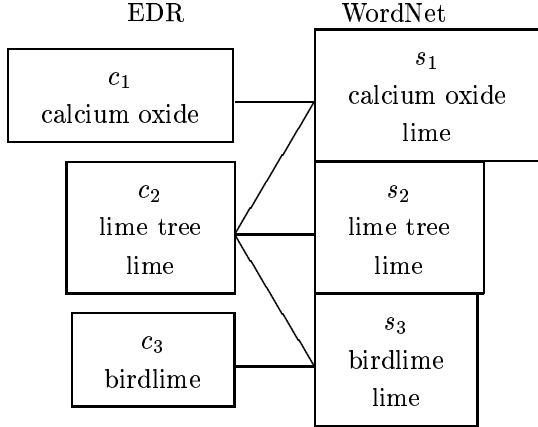 EDR
WordNet
c1
calcium oxide
s1
calcium oxide
lime
c2
lime tree
lime
s2
lime tree
lime
c3
birdlime
s3
birdlime
lime